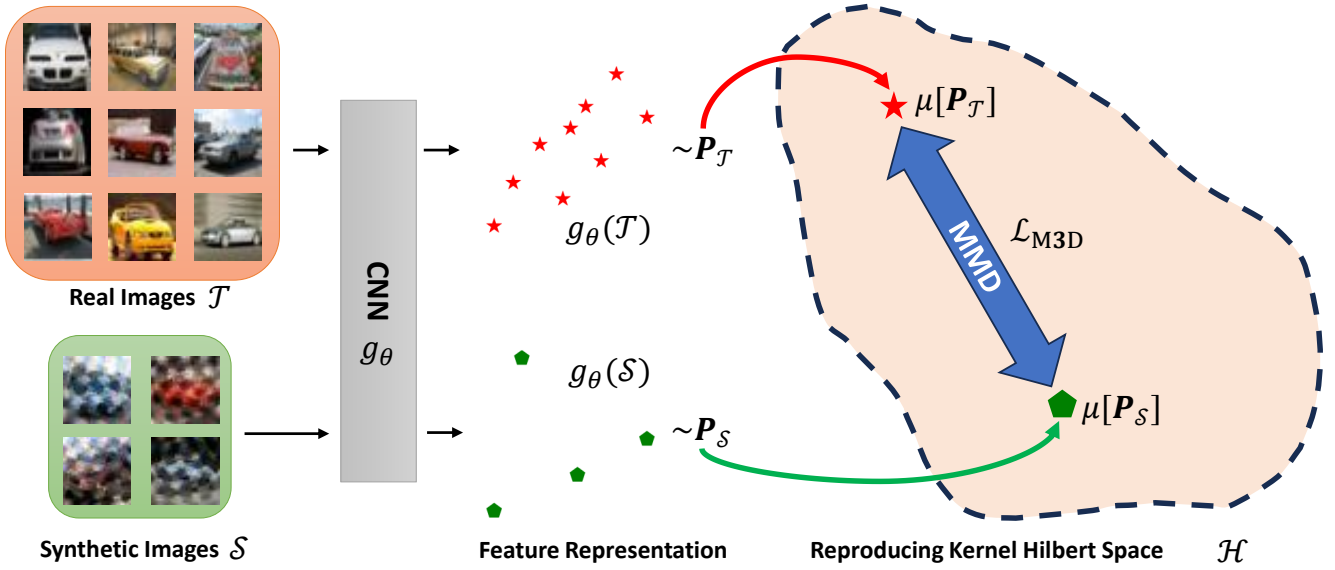 Real Images 𝒯
Synthetic Images 𝒮
CNN
g_θ
g_θ(𝒯)
~𝑷_𝒯
g_θ(𝒮)
~𝑷_𝒮
Feature Representation
μ[𝑷_𝒯]
MMD
ℒ_M3D
μ[𝑷_𝒮]
Reproducing Kernel Hilbert Space ℋ